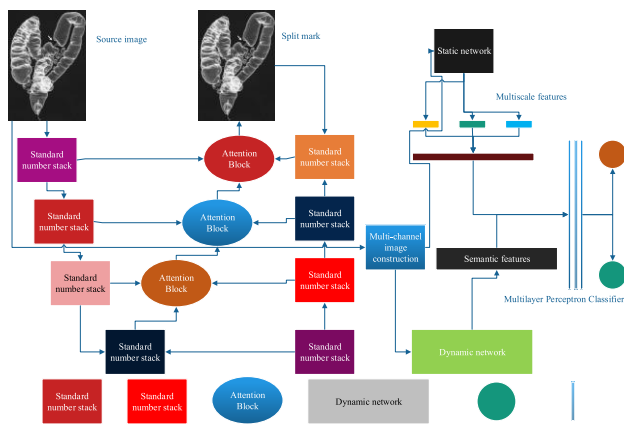 Source image
Split mark
Static network
Multiscale features
Standard
number stack
Attention
Block
Standard
number stack
Standard
number stack
Attention
Block
Standard
number stack
Multi-channel
image
construction
Semantic features
Standard
number stack
Attention
Block
Standard
number stack
Multilayer Perceptron Classifier
Standard
number stack
Standard
number stack
Dynamic network
Standard
number stack
Standard
number stack
Attention
Block
Dynamic network